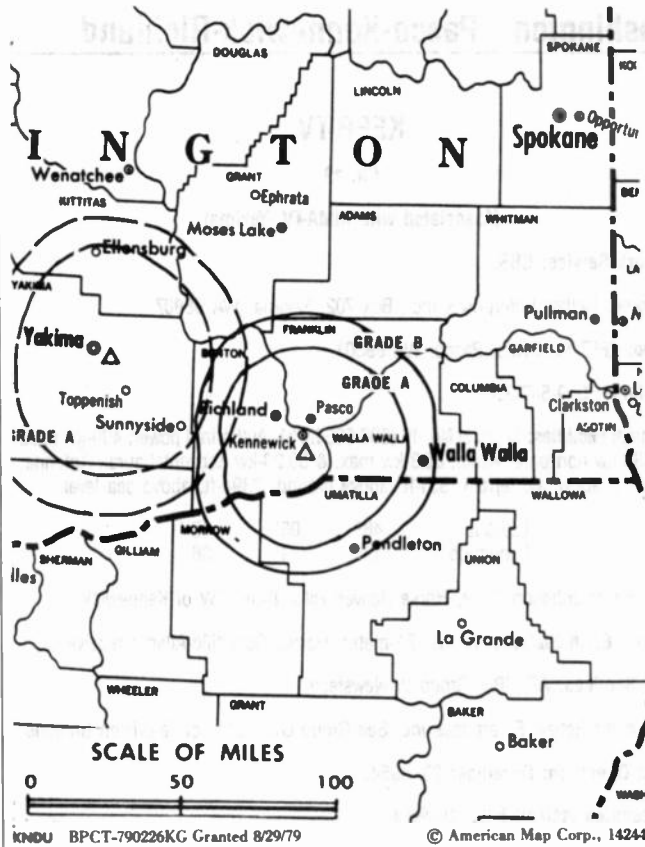 DOUGLAS
SPOKANE
LINCOLN
Spokane
INGTON
Wenatchee
GRANT
Ephrata
KITTITAS
ADAMS
WHITMAN
Moses Lake
Ellensburg
YAKIMA
Pullman
FRANKLIN
GRADE B
GARFIELD
Yakima
BENTON
GRADE A
COLUMBIA
Toppenish
Richland
Pasco
Clarkston
ASOTIN
Sunnyside
GRADE A
Kennewick
WALLA WALLA
Walla Walla
UMATILLA
WALLOWA
MORROW
Pendleton
SHERMAN
GILLIAM
UNION
La Grande
WHEELER
GRANT
BAKER
Baker
SCALE OF MILES
0 50 100
KNDU BPCT-790226KG Granted 8/29/79
© American Map Corp., 14244